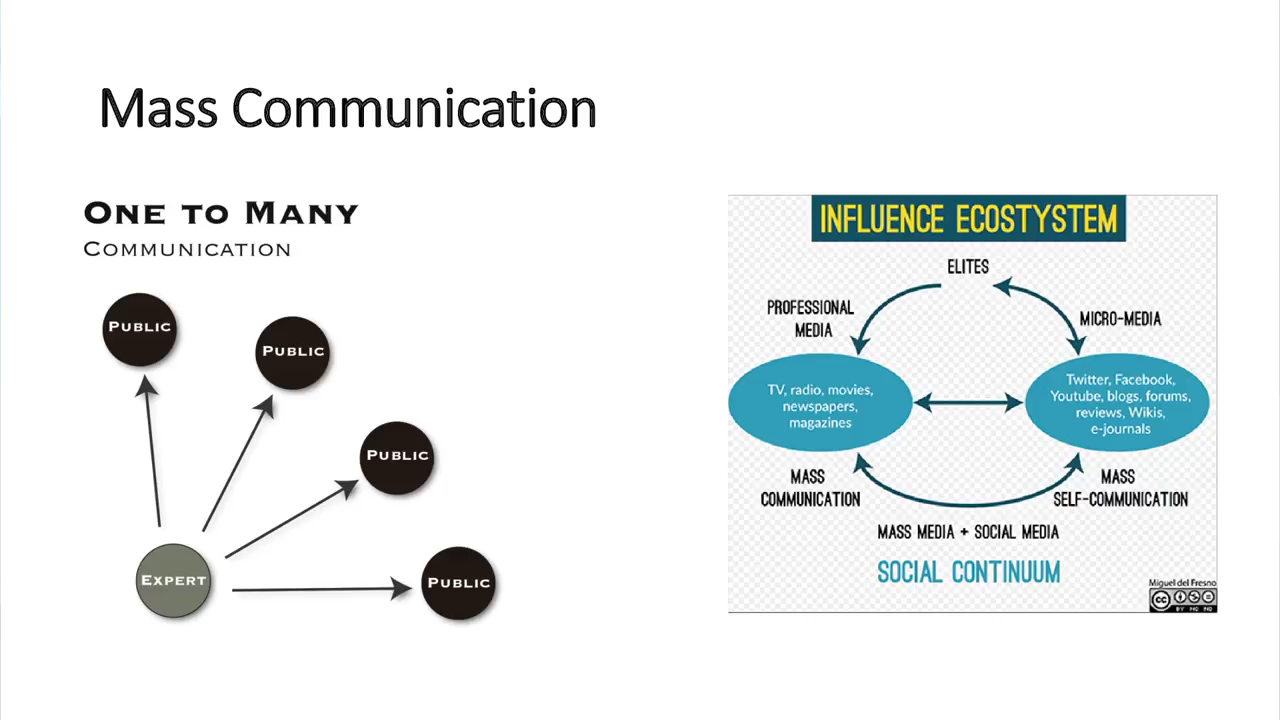 Mass Communication
ONE TO MANY
COMMUNICATION
PUBLIC
PUBLIC
PUBLIC
EXPERT
PUBLIC
INFLUENCE ECOSTYSTEM
ELITES
PROFESSIONAL
MEDIA
MICRO-MEDIA
TV, radio, movies,
newspapers,
magazines
Twitter, Facebook,
Youtube, blogs, forums,
reviews, Wikis,
e-journals
MASS
COMMUNICATION
MASS
SELF-COMMUNICATION
MASS MEDIA + SOCIAL MEDIA
SOCIAL CONTINUUM
Miguel del Fresno
CC